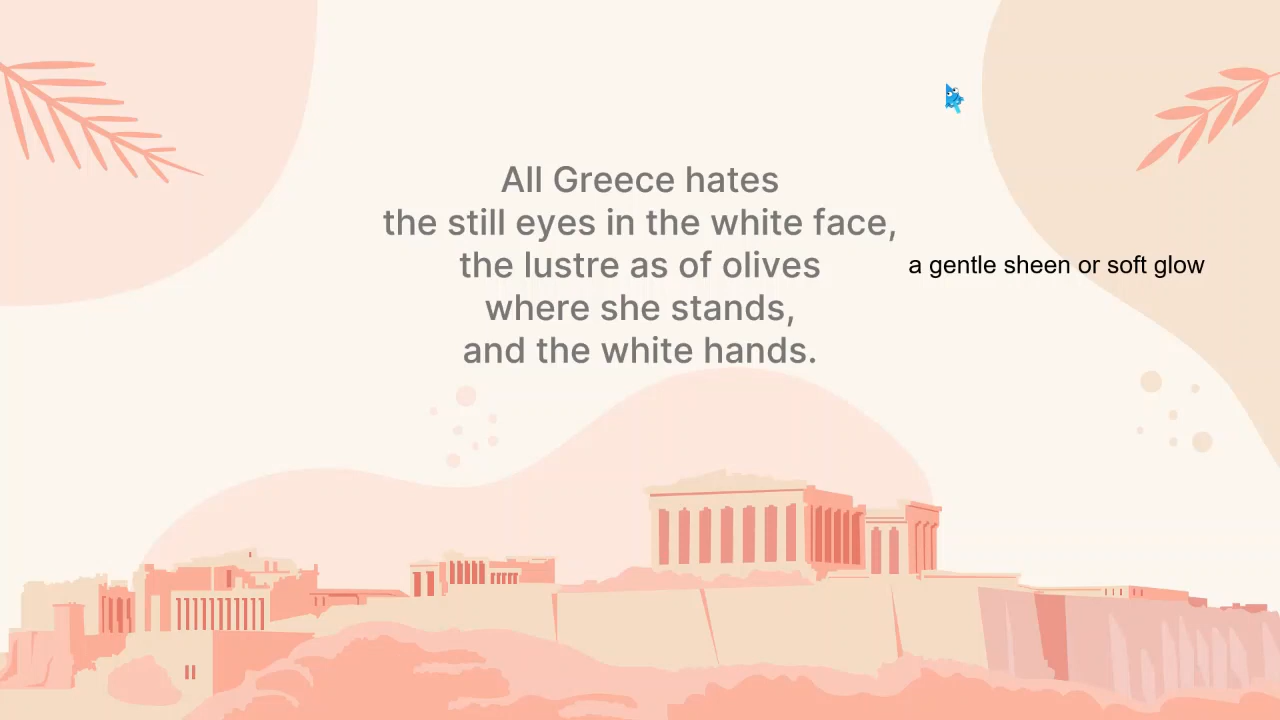 All Greece hates
the still eyes in the white face,
the lustre as of olives
a gentle sheen or soft glow
where she stands,
and the white hands.